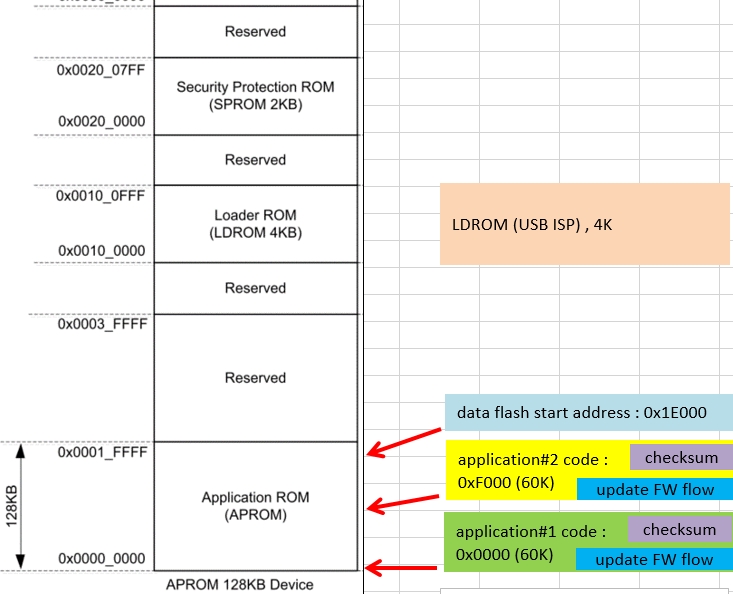 Reserved
0x0020_07FF
Security Protection ROM
(SPROM 2KB)
0x0020_0000
Reserved
0x0010_0FFF
Loader ROM
(LDROM 4KB)
0x0010_0000
LDROM (USB ISP) , 4K
Reserved
0x0003_FFFF
Reserved
data flash start address : 0x1E000
0x0001_FFFF
application#2 code :
checksum
0xF000 (60K)
update FW flow
128KB
Application ROM
(APROM)
application#1 code :
checksum
0x0000 (60K)
update FW flow
0x0000_0000
APROM 128KB Device